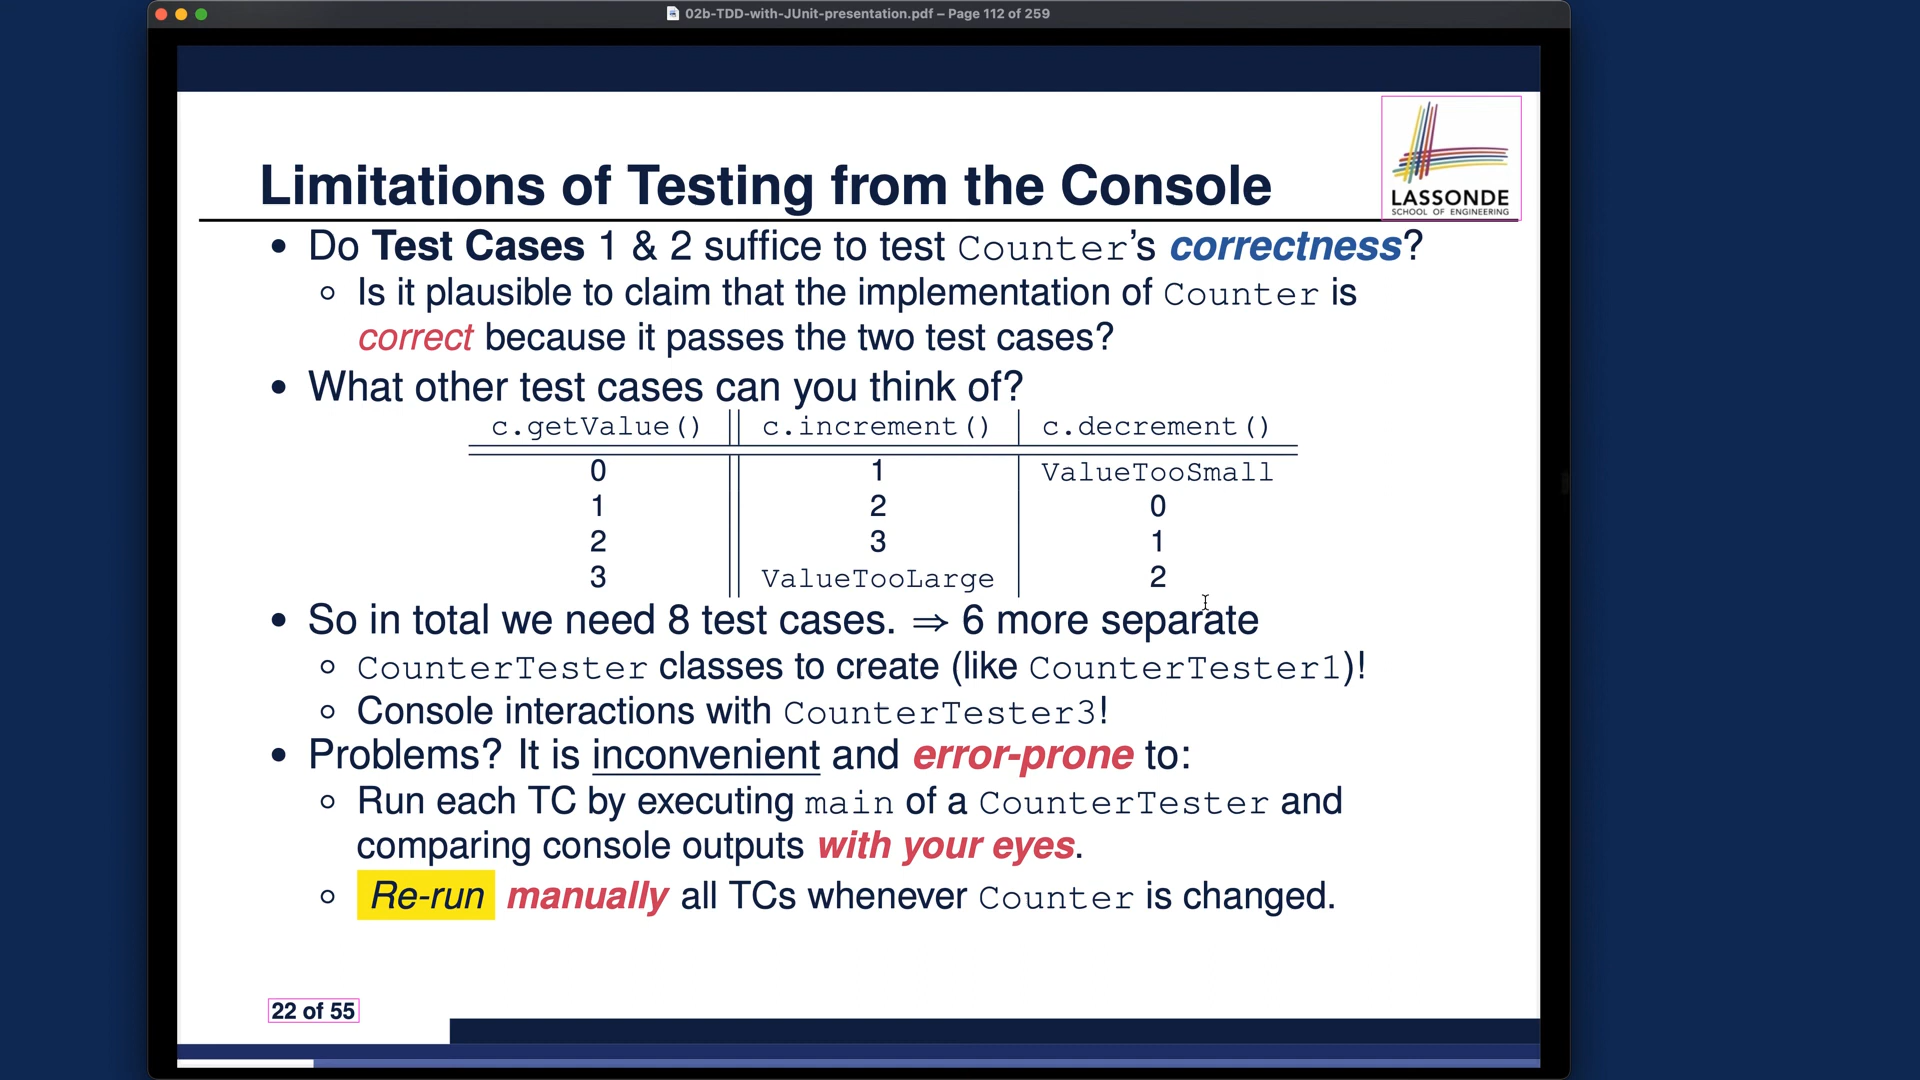 02b-TDD-with-JUnit-presentation.pdf – Page 112 of 259
LASSONDE
SCHOOL OF ENGINEERING
Limitations of Testing from the Console
• Do Test Cases 1 & 2 suffice to test Counter's correctness?
○ Is it plausible to claim that the implementation of Counter is
correct because it passes the two test cases?
• What other test cases can you think of?
c.getValue() c.increment() c.decrement()
0 1 ValueTooSmall
1 2 0
2 3 1
3 ValueTooLarge 2
• So in total we need 8 test cases. ⇒ 6 more separate
○ CounterTester classes to create (like CounterTester1)!
○ Console interactions with CounterTester3!
• Problems? It is inconvenient and error-prone to:
○ Run each TC by executing main of a CounterTester and
comparing console outputs with your eyes.
○ Re-run manually all TCs whenever Counter is changed.
22 of 55